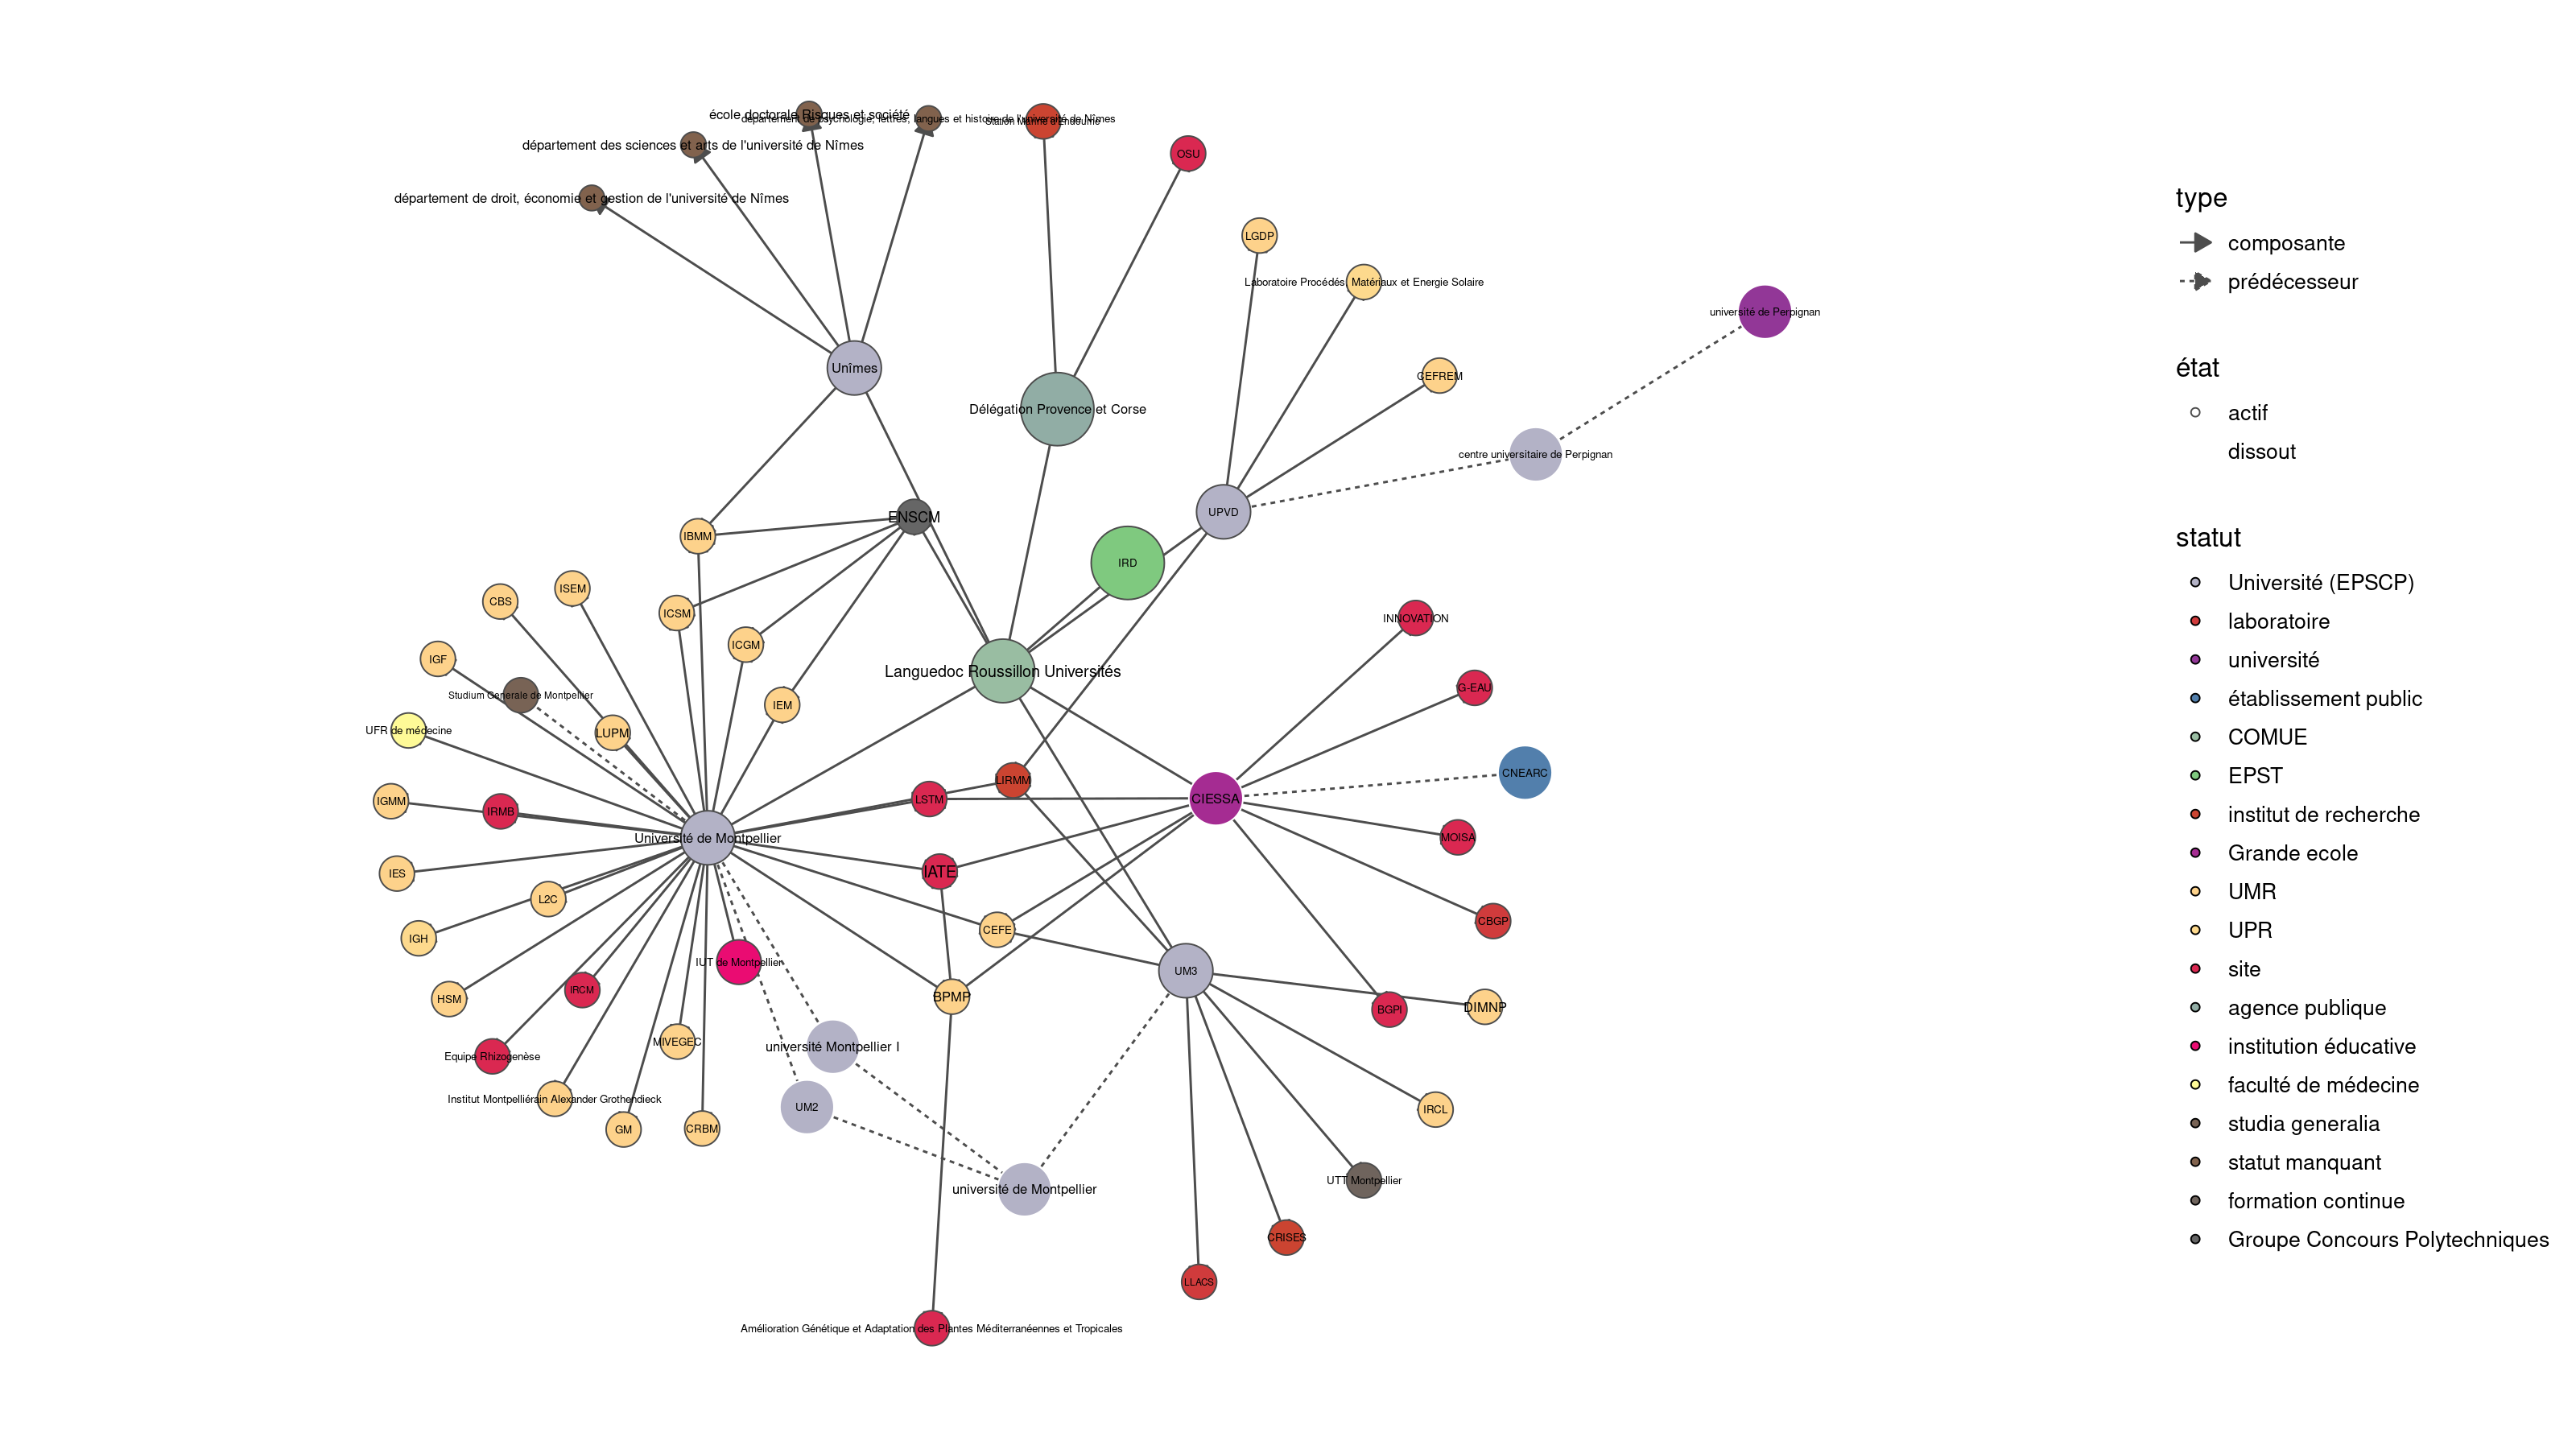 école doctorale Risques et société
département de psychologie, lettres, langues et histoire de l'université de Nîmes
Station Marine d'Endoume
département des sciences et arts de l'université de Nîmes
OSU
département de droit, économie et gestion de l'université de Nîmes
LGDP
Laboratoire Procédés, Matériaux et Energie Solaire
université de Perpignan
Unîmes
CEFREM
Délégation Provence et Corse
centre universitaire de Perpignan
UPVD
ENSCM
IBMM
IRD
ISEM
CBS
ICSM
INNOVATION
ICGM
IGF
Languedoc Roussillon Universités
G-EAU
Studium Generale de Montpellier
IEM
UFR de médecine
LUPM
CNEARC
LIRMM
LSTM
CIESSA
IGMM
IRMB
Université de Montpellier
MOISA
IATE
IES
L2C
CBGP
CEFE
IGH
IUT de Montpellier
UM3
IRCM
BPMP
HSM
DIMNP
BGPI
MIVEGEC
université Montpellier I
Equipe Rhizogenèse
Institut Montpelliérain Alexander Grothendieck
UM2
IRCL
GM
CRBM
UTT Montpellier
université de Montpellier
CRISES
LLACS
Amélioration Génétique et Adaptation des Plantes Méditerranéennes et Tropicales
type
composante
prédécesseur
état
actif
dissout
statut
Université (EPSCP)
laboratoire
université
établissement public
COMUE
EPST
institut de recherche
Grande ecole
UMR
UPR
site
agence publique
institution éducative
faculté de médecine
studia generalia
statut manquant
formation continue
Groupe Concours Polytechniques